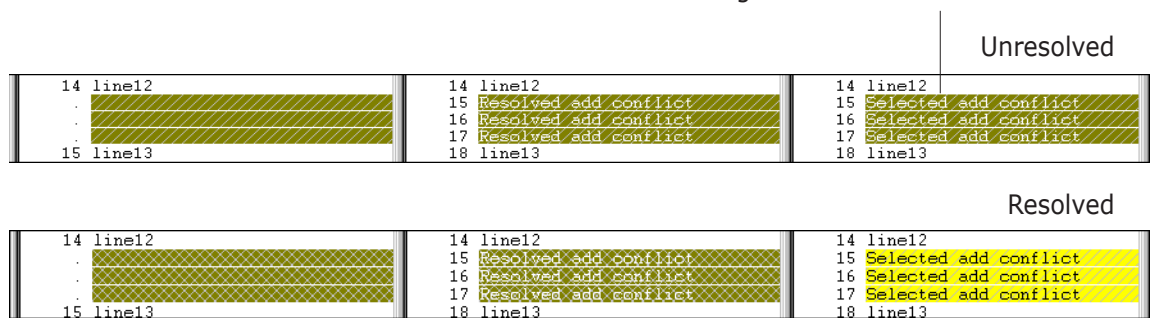 Unresolved
14 line12 14 line12 14 line12
. 15 Resolved add conflict 15 Selected add conflict
. 16 Resolved add conflict 16 Selected add conflict
. 17 Resolved add conflict 17 Selected add conflict
15 line13 18 line13 18 line13
Resolved
14 line12 14 line12 14 line12
. 15 Resolved add conflict 15 Selected add conflict
. 16 Resolved add conflict 16 Selected add conflict
. 17 Resolved add conflict 17 Selected add conflict
15 line13 18 line13 18 line13